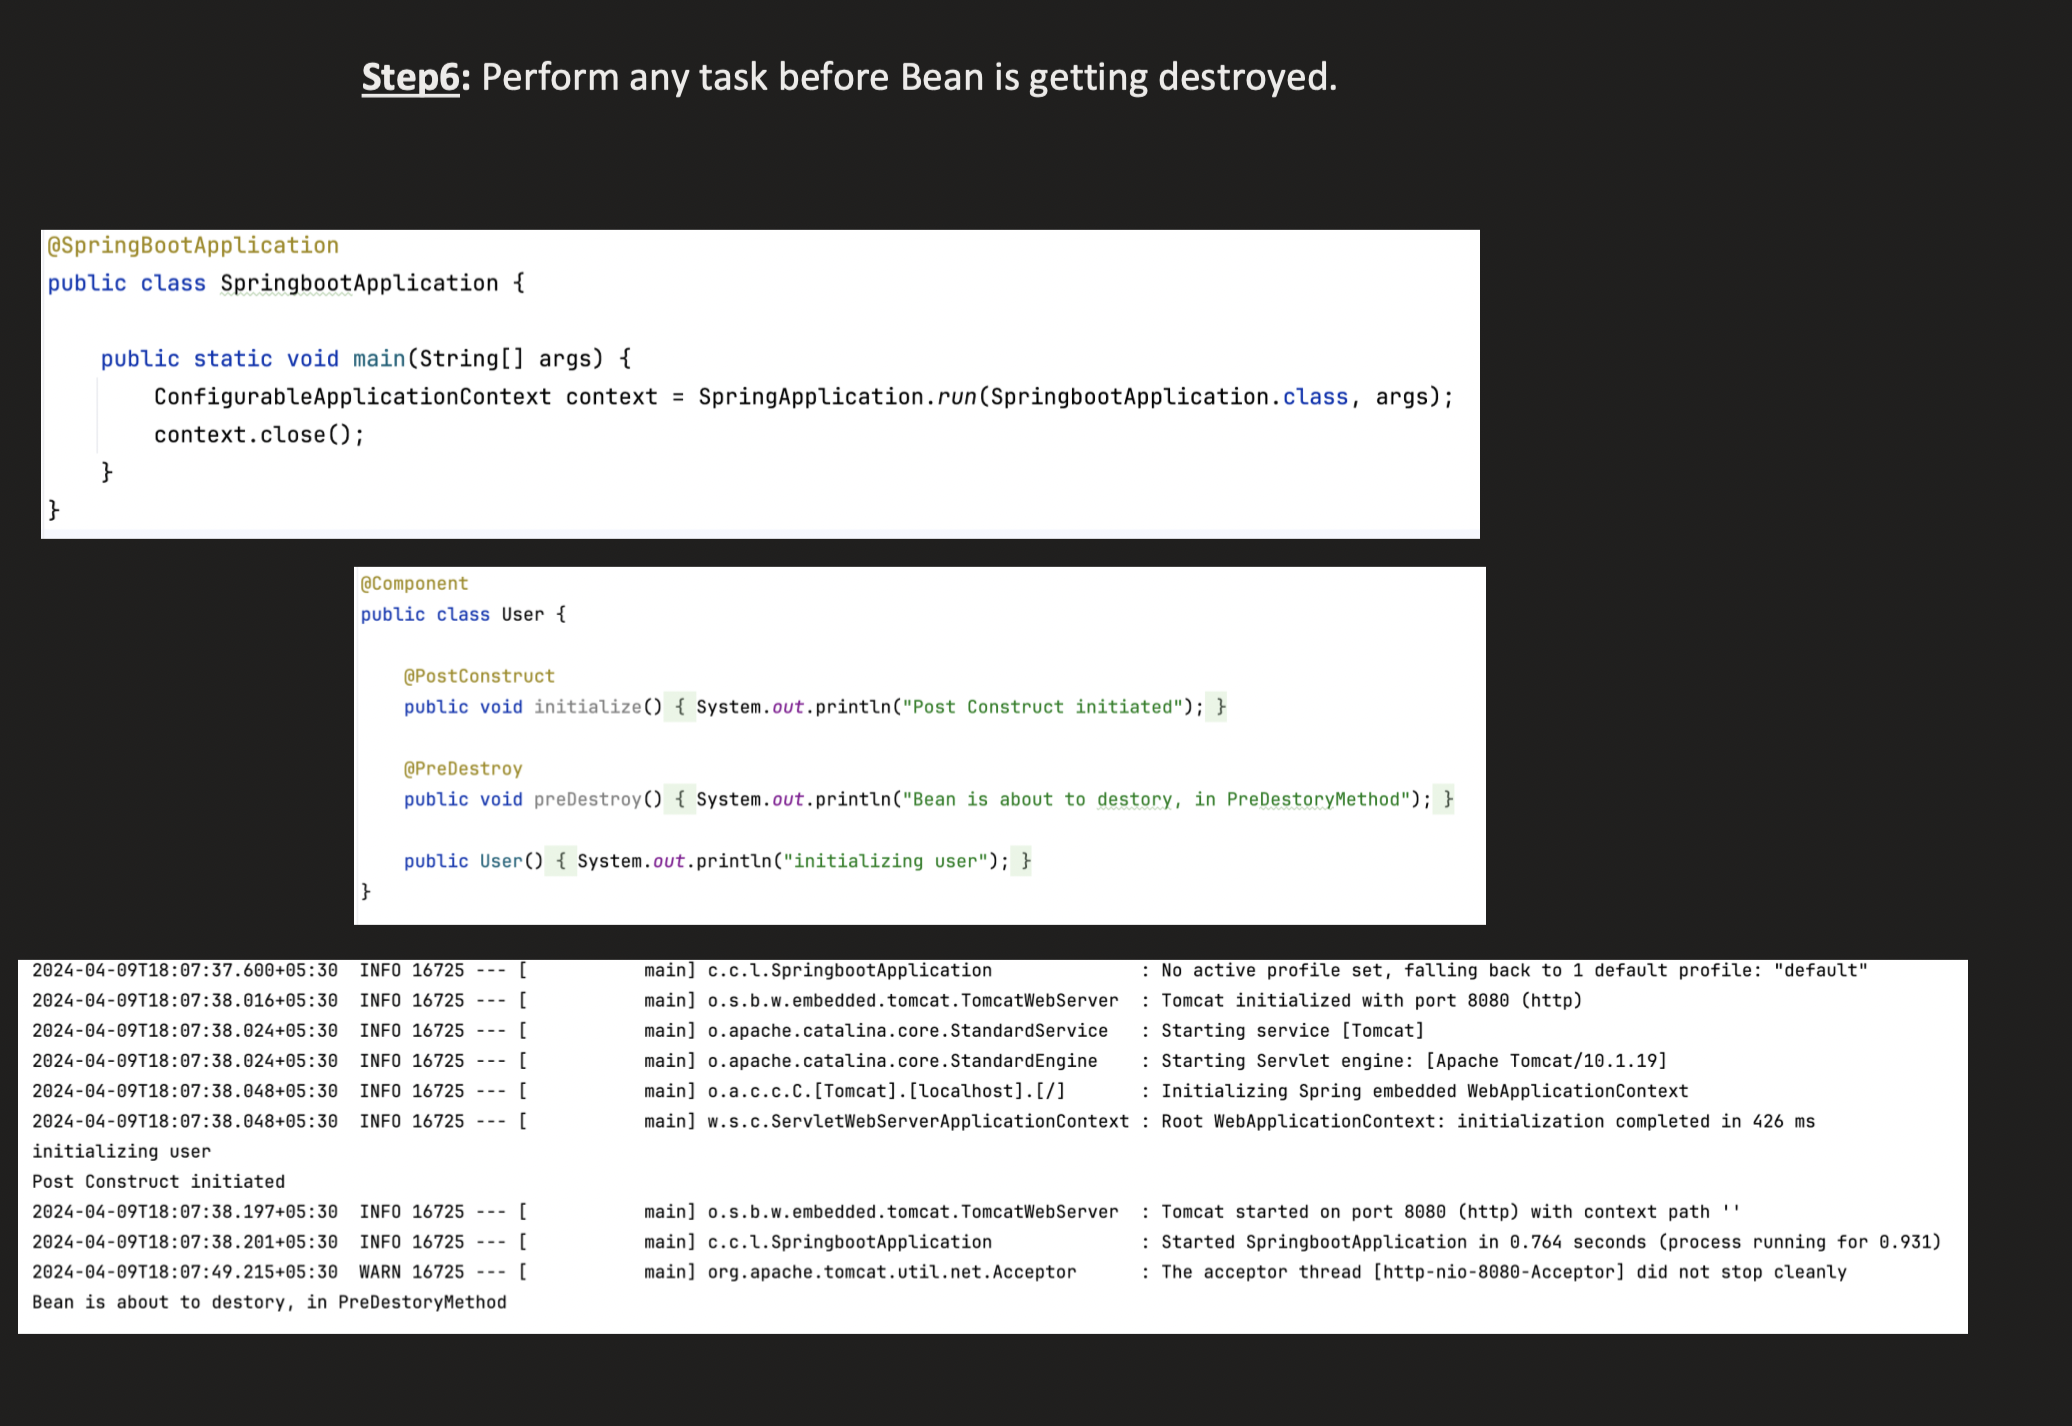 Step6: Perform any task before Bean is getting destroyed.
@SpringBootApplication
public class SpringbootApplication {
public static void main(String[] args) {
ConfigurableApplicationContext context = SpringApplication.run(SpringbootApplication.class, args);
context.close();
}
}
@Component
public class User {
@PostConstruct
public void initialize() { System.out.println("Post Construct initiated"); }
@PreDestroy
public void preDestroy() { System.out.println("Bean is about to destory, in PreDestoryMethod"); }
public User() { System.out.println("initializing user"); }
}
2024-04-09T18:07:37.600+05:30  INFO 16725 --- [           main] c.c.l.SpringbootApplication              : No active profile set, falling back to 1 default profile: "default"
2024-04-09T18:07:38.016+05:30  INFO 16725 --- [           main] o.s.b.w.embedded.tomcat.TomcatWebServer  : Tomcat initialized with port 8080 (http)
2024-04-09T18:07:38.024+05:30  INFO 16725 --- [           main] o.apache.catalina.core.StandardService   : Starting service [Tomcat]
2024-04-09T18:07:38.024+05:30  INFO 16725 --- [           main] o.apache.catalina.core.StandardEngine    : Starting Servlet engine: [Apache Tomcat/10.1.19]
2024-04-09T18:07:38.048+05:30  INFO 16725 --- [           main] o.a.c.c.C.[Tomcat].[localhost].[/]       : Initializing Spring embedded WebApplicationContext
2024-04-09T18:07:38.048+05:30  INFO 16725 --- [           main] w.s.c.ServletWebServerApplicationContext : Root WebApplicationContext: initialization completed in 426 ms
initializing user
Post Construct initiated
2024-04-09T18:07:38.197+05:30  INFO 16725 --- [           main] o.s.b.w.embedded.tomcat.TomcatWebServer  : Tomcat started on port 8080 (http) with context path ''
2024-04-09T18:07:38.201+05:30  INFO 16725 --- [           main] c.c.l.SpringbootApplication              : Started SpringbootApplication in 0.764 seconds (process running for 0.931)
2024-04-09T18:07:49.215+05:30  WARN 16725 --- [           main] org.apache.tomcat.util.net.Acceptor      : The acceptor thread [http-nio-8080-Acceptor] did not stop cleanly
Bean is about to destory, in PreDestoryMethod